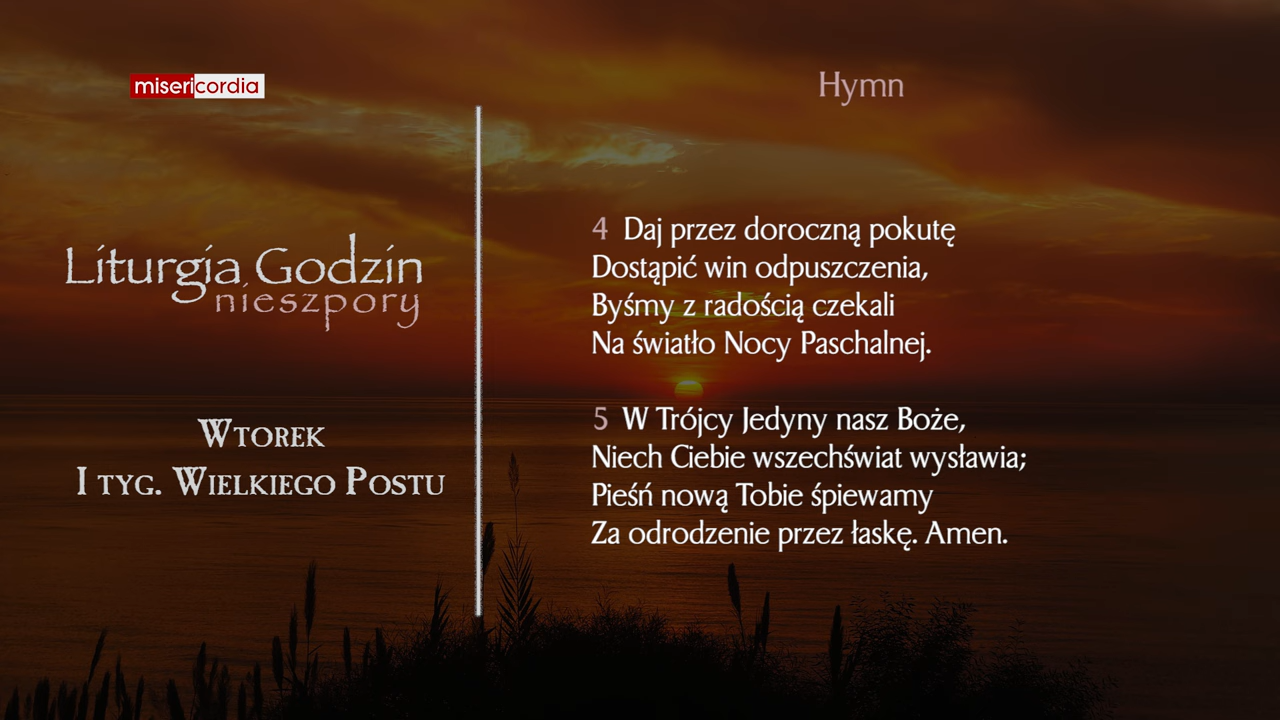 misericordia
Liturgia Godzin
nieszpory
Wtorek
I tyg. Wielkiego Postu
Hymn
4 Daj przez doroczną pokutę
Dostąpić win odpuszczenia,
Byśmy z radością czekali
Na światło Nocy Paschalnej.
5 W Trójcy Jedyny nasz Boże,
Niech Ciebie wszechświat wysławia;
Pieśń nową Tobie śpiewamy
Za odrodzenie przez łaskę. Amen.